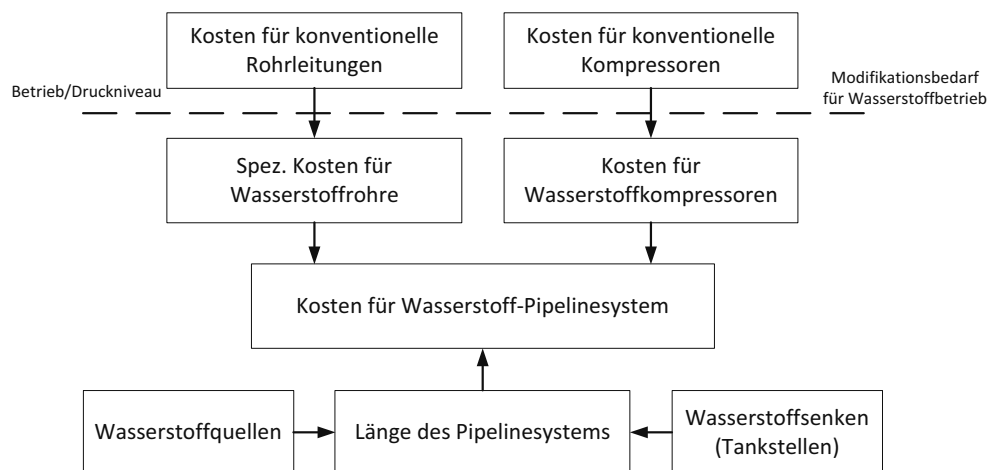 Kosten für konventionelle
Rohrleitungen
Kosten für konventionelle
Kompressoren
Betrieb/Druckniveau
Modifikationsbedarf
für Wasserstoffbetrieb
Spez. Kosten für
Wasserstoffrohre
Kosten für
Wasserstoffkompressoren
Kosten für Wasserstoff-Pipelinesystem
Wasserstoffquellen
Länge des Pipelinesystems
Wasserstoffsenken
(Tankstellen)